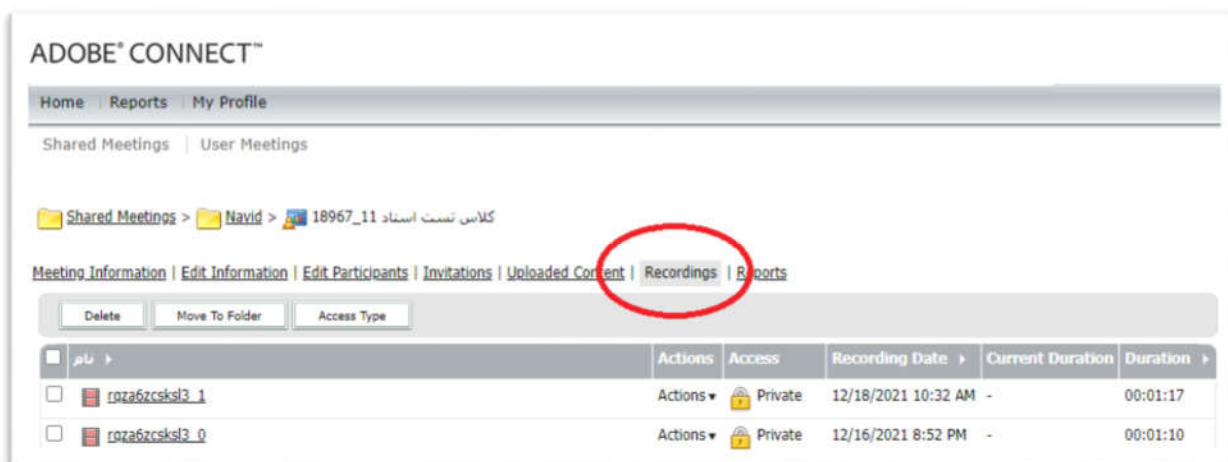 ADOBE® CONNECT™
Home | Reports | My Profile
Shared Meetings | User Meetings
Shared Meetings > Navid > کلاس تست استاد 11_18967
Meeting Information | Edit Information | Edit Participants | Invitations | Uploaded Content | Recordings | Reports
Delete Move To Folder Access Type
نام Actions Access Recording Date Current Duration Duration
rqza6zcsksl3_1 Actions Private 12/18/2021 10:32 AM - 00:01:17
rqza6zcsksl3_0 Actions Private 12/16/2021 8:52 PM - 00:01:10